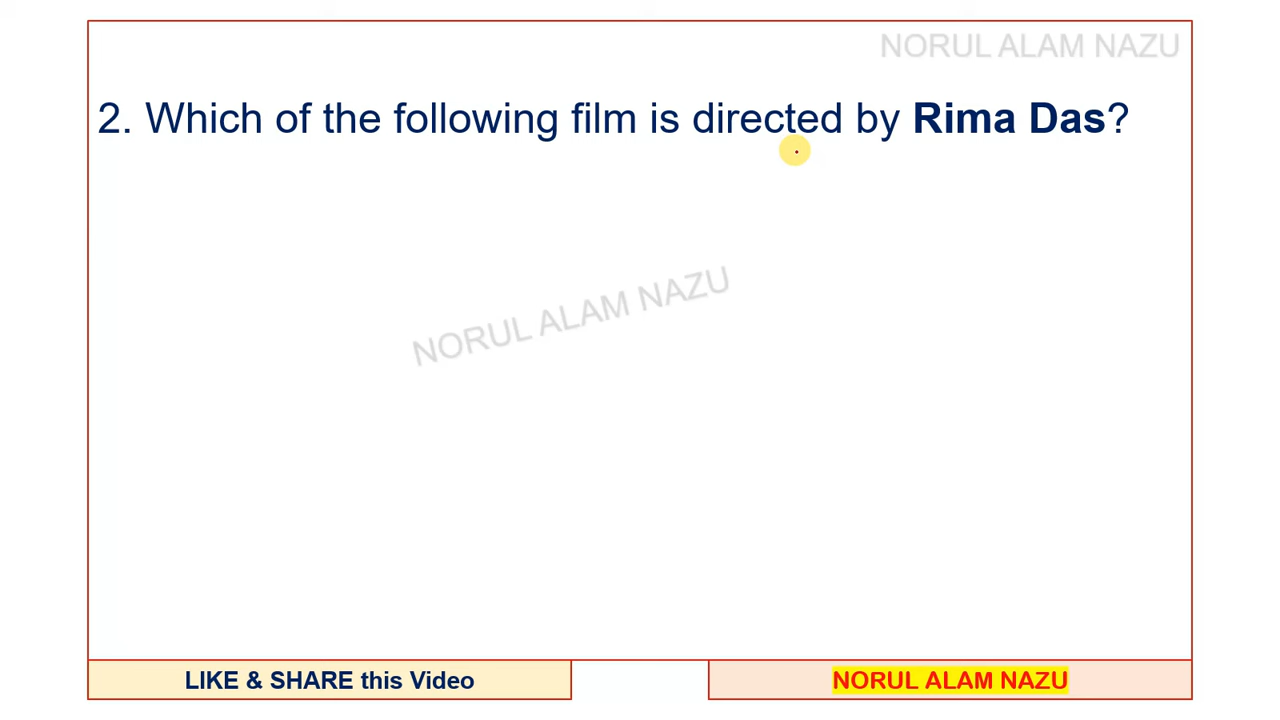 NORUL ALAM NAZU
2. Which of the following film is directed by Rima Das?
NORUL ALAM NAZU
LIKE & SHARE this Video
NORUL ALAM NAZU